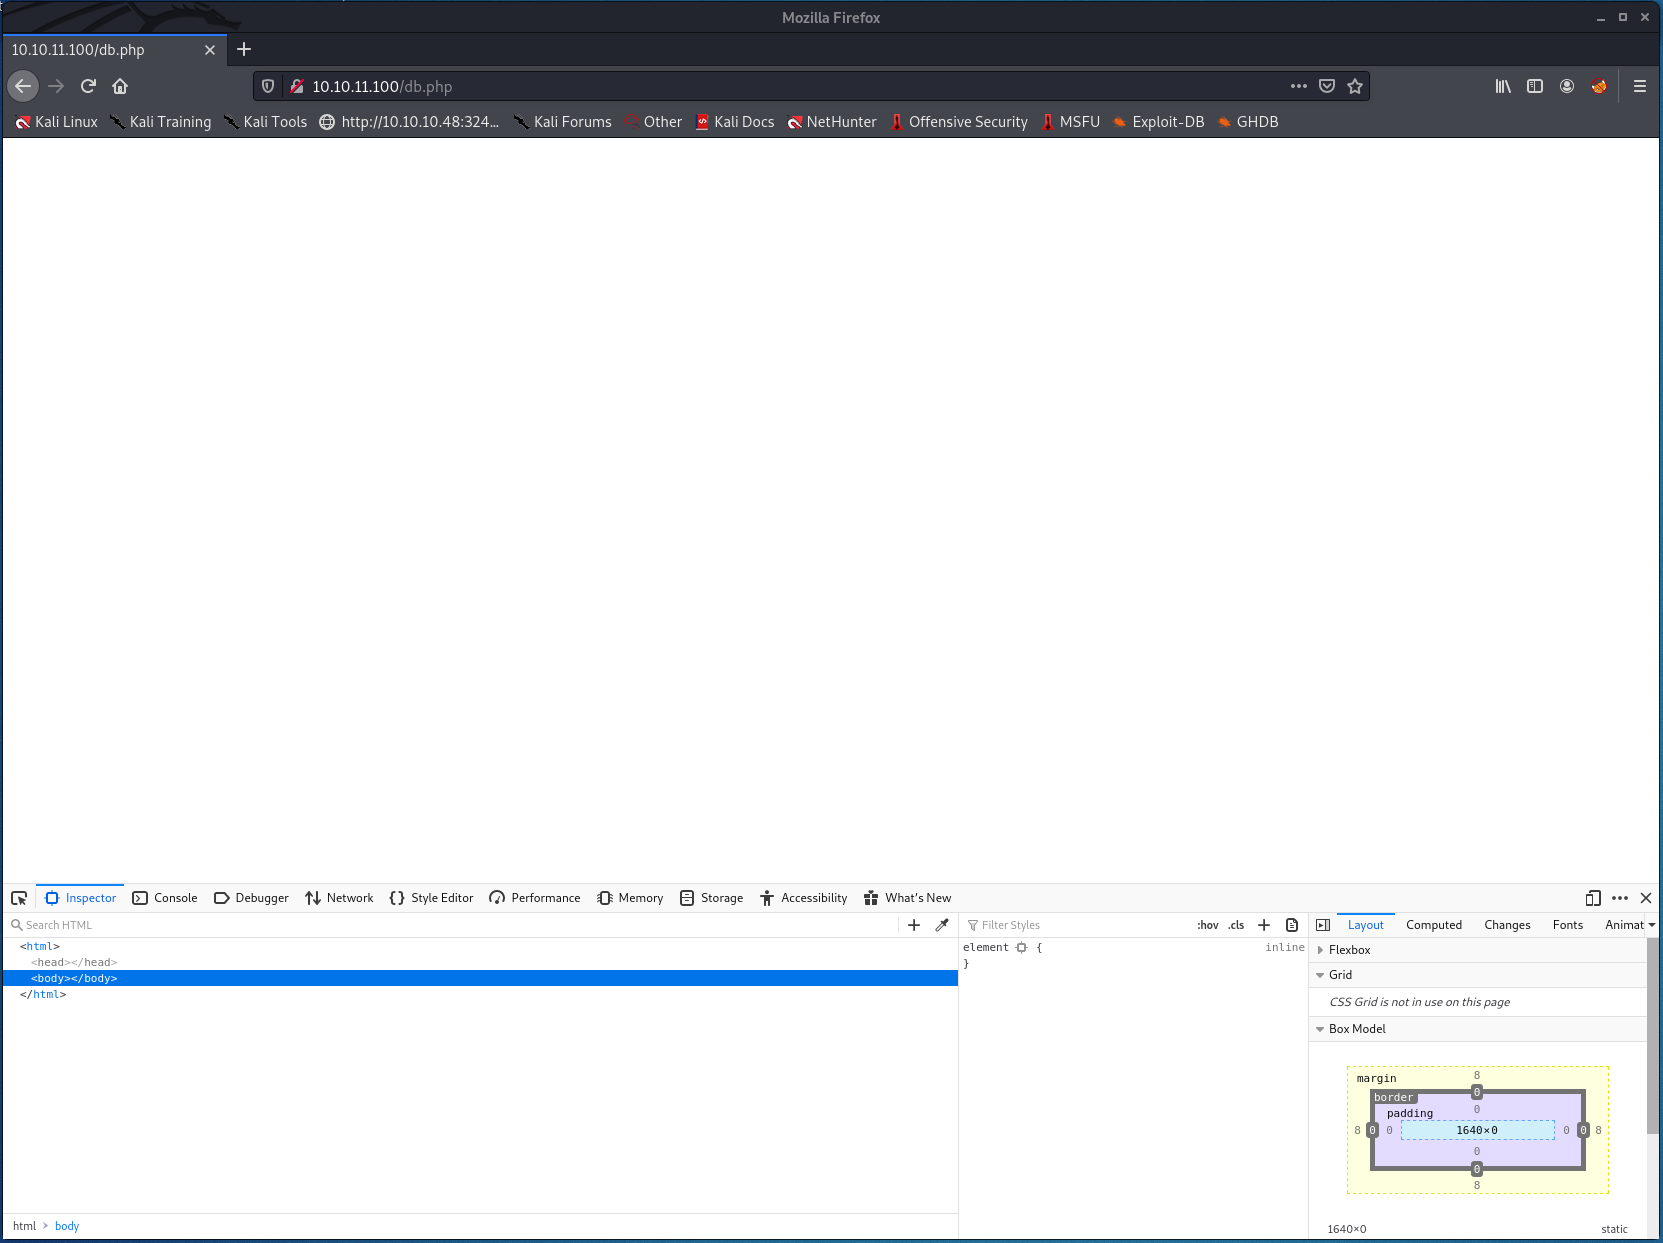 Mozilla Firefox
10.10.11.100/db.php
10.10.11.100/db.php
Kali Linux Kali Training Kali Tools http://10.10.10.48:324... Kali Forums Other Kali Docs NetHunter Offensive Security MSFU Exploit-DB GHDB
Inspector Console Debugger Network Style Editor Performance Memory Storage Accessibility What's New
Search HTML
<html>
<head></head>
<body></body>
</html>
html > body
Filter Styles :hov .cls
element { inline
}
Layout Computed Changes Fonts Animat
Flexbox
Grid
CSS Grid is not in use on this page
Box Model
margin 8
border 0
padding 0
8 0 0 1640×0 0 0 8
0
0
8
1640×0 static